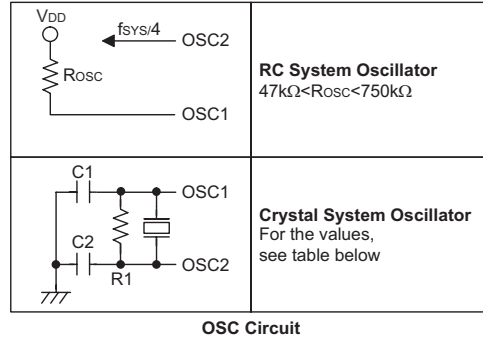 VDD
fSYS/4
OSC2
ROSC
OSC1
RC System Oscillator
47kΩ<ROSC<750kΩ
C1
OSC1
C2
R1
OSC2
Crystal System Oscillator
For the values,
see table below
OSC Circuit